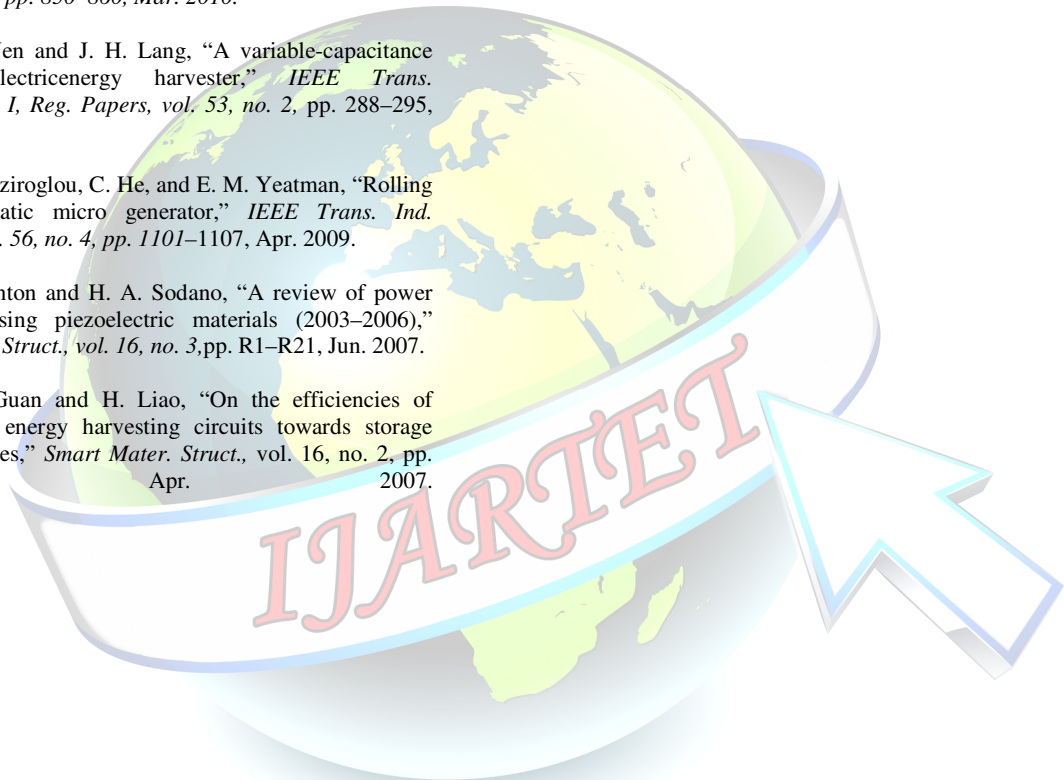 pp. 850–860, Mar. 2010.
en and J. H. Lang, “A variable-capacitance
lectricenergy harvester,” IEEE Trans.
I, Reg. Papers, vol. 53, no. 2, pp. 288–295,
ziroglou, C. He, and E. M. Yeatman, “Rolling
atic micro generator,” IEEE Trans. Ind.
. 56, no. 4, pp. 1101–1107, Apr. 2009.
nton and H. A. Sodano, “A review of power
sing piezoelectric materials (2003–2006),”
Struct., vol. 16, no. 3,pp. R1–R21, Jun. 2007.
Guan and H. Liao, “On the efficiencies of
energy harvesting circuits towards storage
es,” Smart Mater. Struct., vol. 16, no. 2, pp.
Apr. 2007.
IJARTET